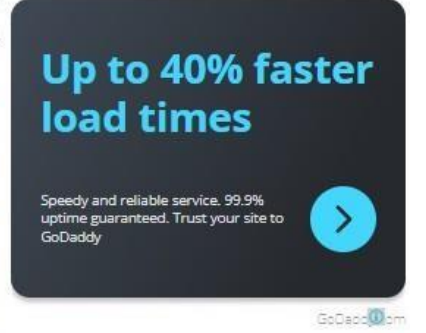 Up to 40% faster
load times
Speedy and reliable service. 99.9%
uptime guaranteed. Trust your site to
GoDaddy